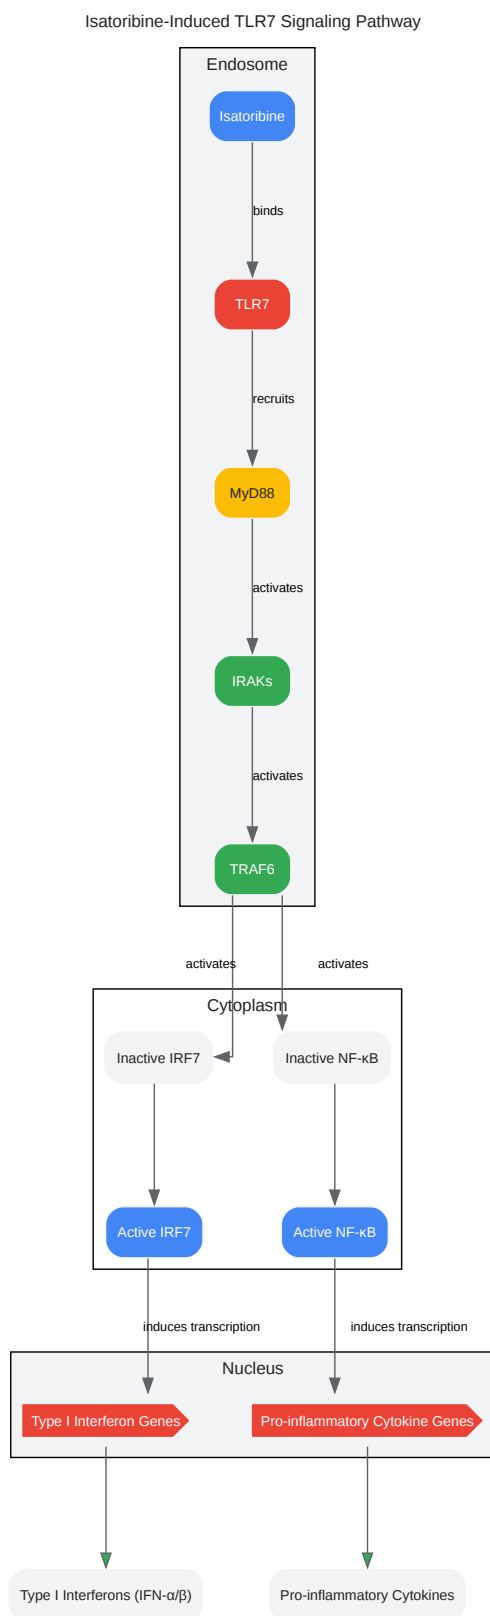 Isatoribine-Induced TLR7 Signaling Pathway
Endosome
Isatoribine
binds
TLR7
recruits
MyD88
activates
IRAKs
activates
TRAF6
activates
activates
Cytoplasm
Inactive IRF7
Inactive NF-κB
Active IRF7
Active NF-κB
induces transcription
induces transcription
Nucleus
Type I Interferon Genes
Pro-inflammatory Cytokine Genes
Type I Interferons (IFN-α/β)
Pro-inflammatory Cytokines